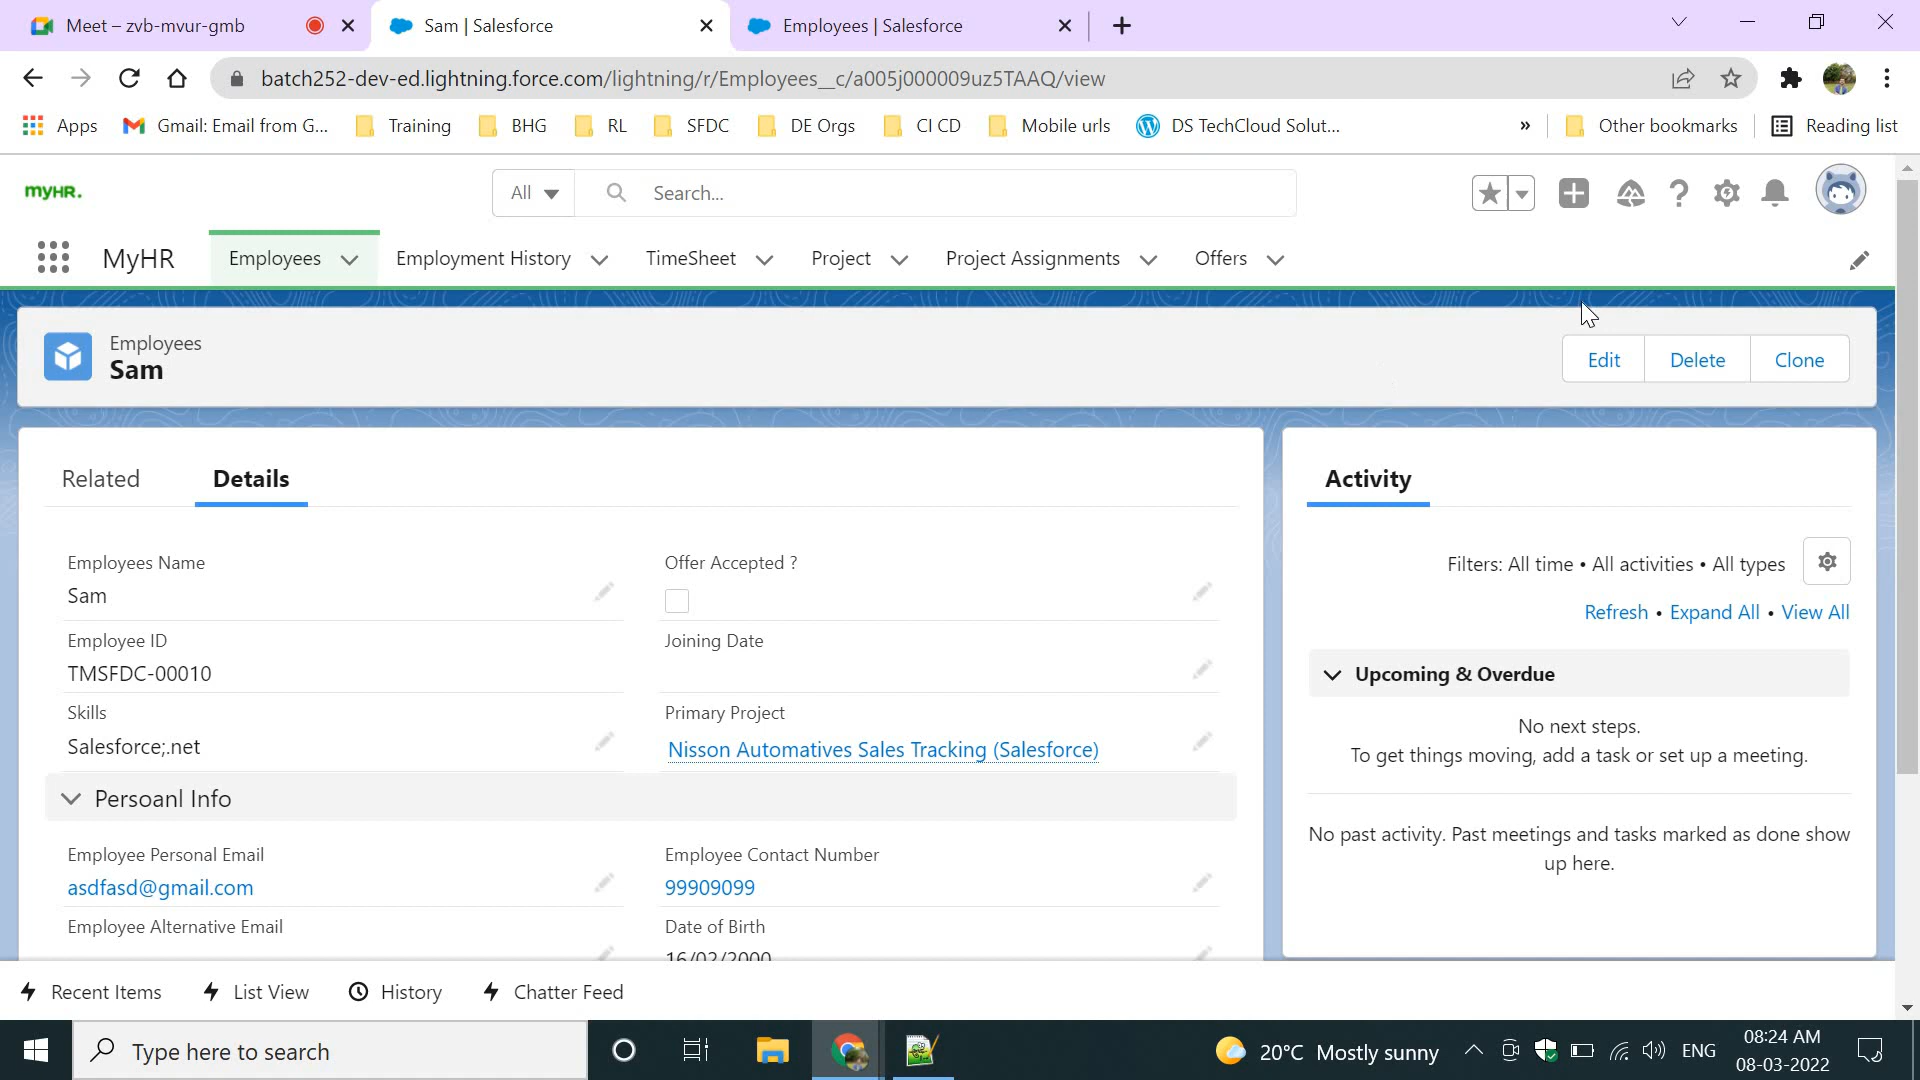 Meet – zvb-mvur-gmb
Sam | Salesforce
Employees | Salesforce
batch252-dev-ed.lightning.force.com/lightning/r/Employees__c/a005j000009uz5TAAQ/view
Apps
Gmail: Email from G...
Training
BHG
RL
SFDC
DE Orgs
CI CD
Mobile urls
DS TechCloud Solut...
»
Other bookmarks
Reading list
myHR.
All
Search...
MyHR
Employees
Employment History
TimeSheet
Project
Project Assignments
Offers
Employees
Sam
Edit
Delete
Clone
Related
Details
Activity
Employees Name
Sam
Offer Accepted ?
Employee ID
TMSFDC-00010
Joining Date
Skills
Salesforce;.net
Primary Project
Nisson Automatives Sales Tracking (Salesforce)
Persoanl Info
Employee Personal Email
asdfasd@gmail.com
Employee Contact Number
99909099
Employee Alternative Email
Date of Birth
16/02/2000
Filters: All time • All activities • All types
Refresh • Expand All • View All
Upcoming & Overdue
No next steps.
To get things moving, add a task or set up a meeting.
No past activity. Past meetings and tasks marked as done show
up here.
Recent Items
List View
History
Chatter Feed
Type here to search
20°C Mostly sunny
ENG
08:24 AM
08-03-2022